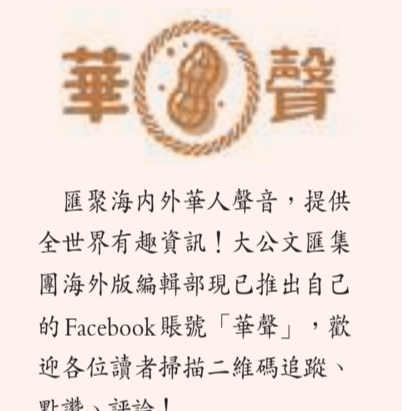 華聲
匯聚海内外華人聲音，提供
全世界有趣資訊！大公文匯集
團海外版編輯部現已推出自己
的Facebook賬號「華聲」，歡
迎各位讀者掃描二維碼追蹤、
點讚、評論！